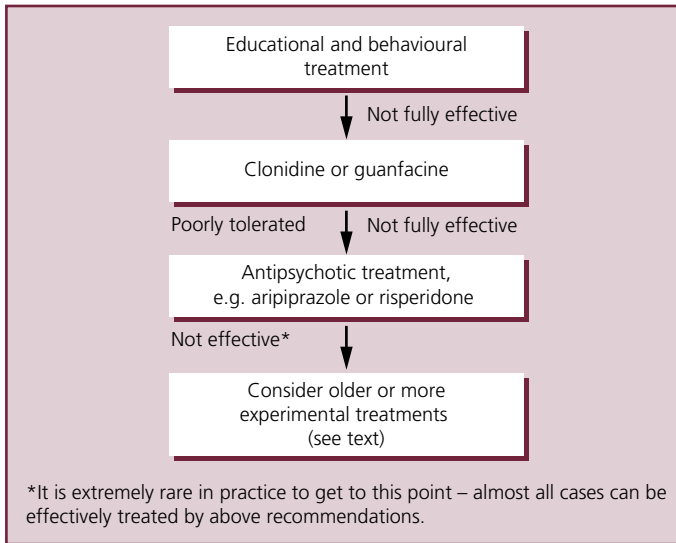 Educational and behavioural
treatment
Not fully effective
Clonidine or guanfacine
Poorly tolerated
Not fully effective
Antipsychotic treatment,
e.g. aripiprazole or risperidone
Not effective*
Consider older or more
experimental treatments
(see text)
*It is extremely rare in practice to get to this point – almost all cases can be
effectively treated by above recommendations.